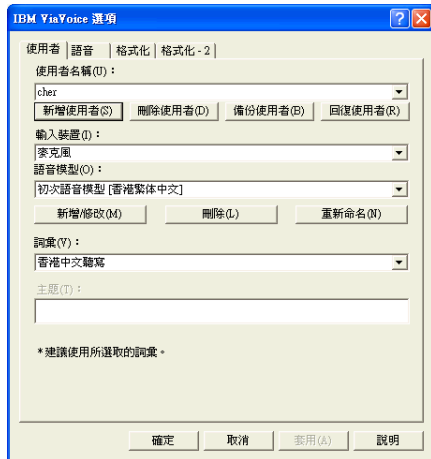 IBM ViaVoice 選項
使用者 語音 格式化 格式化 - 2
使用者名稱(U)：
cher
新增使用者(S) 刪除使用者(D) 備份使用者(B) 回復使用者(R)
輸入裝置(I)：
麥克風
語音模型(O)：
初次語音模型 [香港繁体中文]
新增/修改(M) 刪除(L) 重新命名(N)
詞彙(V)：
香港中文聽寫
主題(T)：
*建議使用所選取的詞彙。
確定 取消 套用(A) 說明